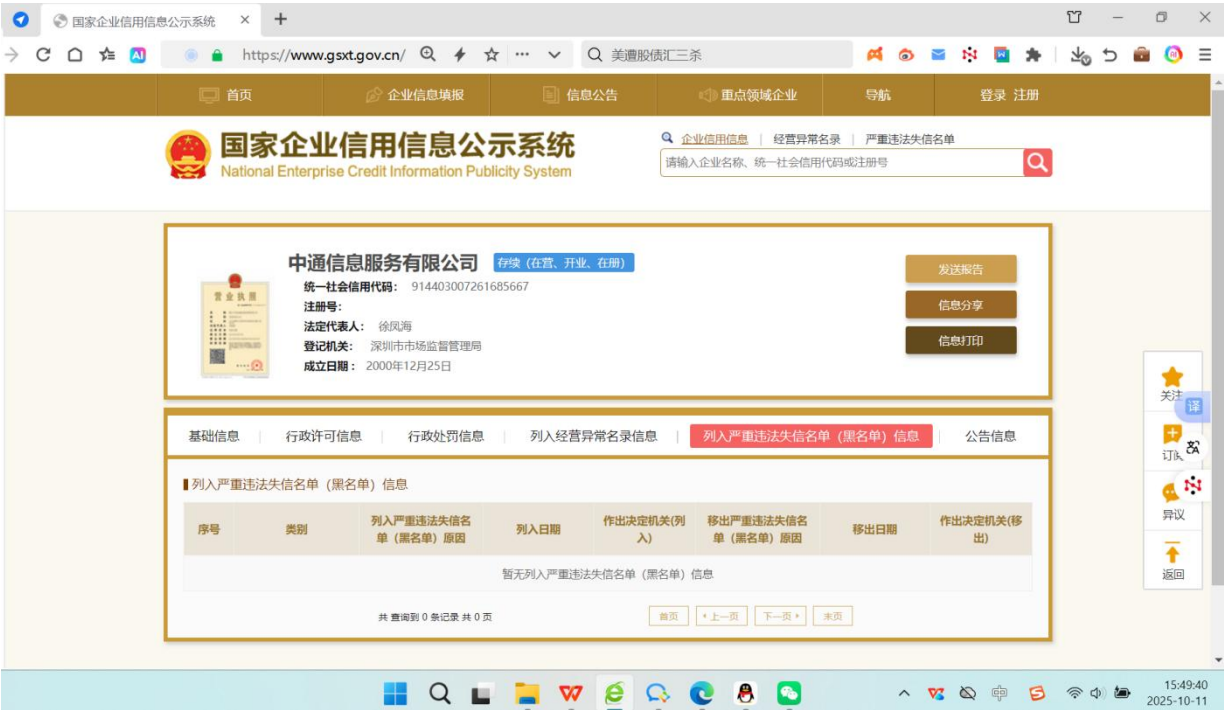 国家企业信用信息公示系统
https://www.gsxt.gov.cn/
美遭股债汇三杀
首页 企业信息填报 信息公告 重点领域企业 导航 登录 注册
国家企业信用信息公示系统
National Enterprise Credit Information Publicity System
企业信用信息 | 经营异常名录 | 严重违法失信名单
请输入企业名称、统一社会信用代码或注册号
中通信息服务有限公司 存续（在营、开业、在册）
统一社会信用代码： 914403007261685667
注册号：
法定代表人： 徐凤海
登记机关： 深圳市市场监督管理局
成立日期： 2000年12月25日
营业执照
发送报告
信息分享
信息打印
关注
译
订阅
异议
返回
基础信息 | 行政许可信息 | 行政处罚信息 | 列入经营异常名录信息 | 列入严重违法失信名单（黑名单）信息 | 公告信息
列入严重违法失信名单（黑名单）信息
序号 类别 列入严重违法失信名单（黑名单）原因 列入日期 作出决定机关(列入) 移出严重违法失信名单（黑名单）原因 移出日期 作出决定机关(移出)
暂无列入严重违法失信名单（黑名单）信息
共 查询到 0 条记录 共 0 页
首页 上一页 下一页 末页
中
15:49:40
2025-10-11